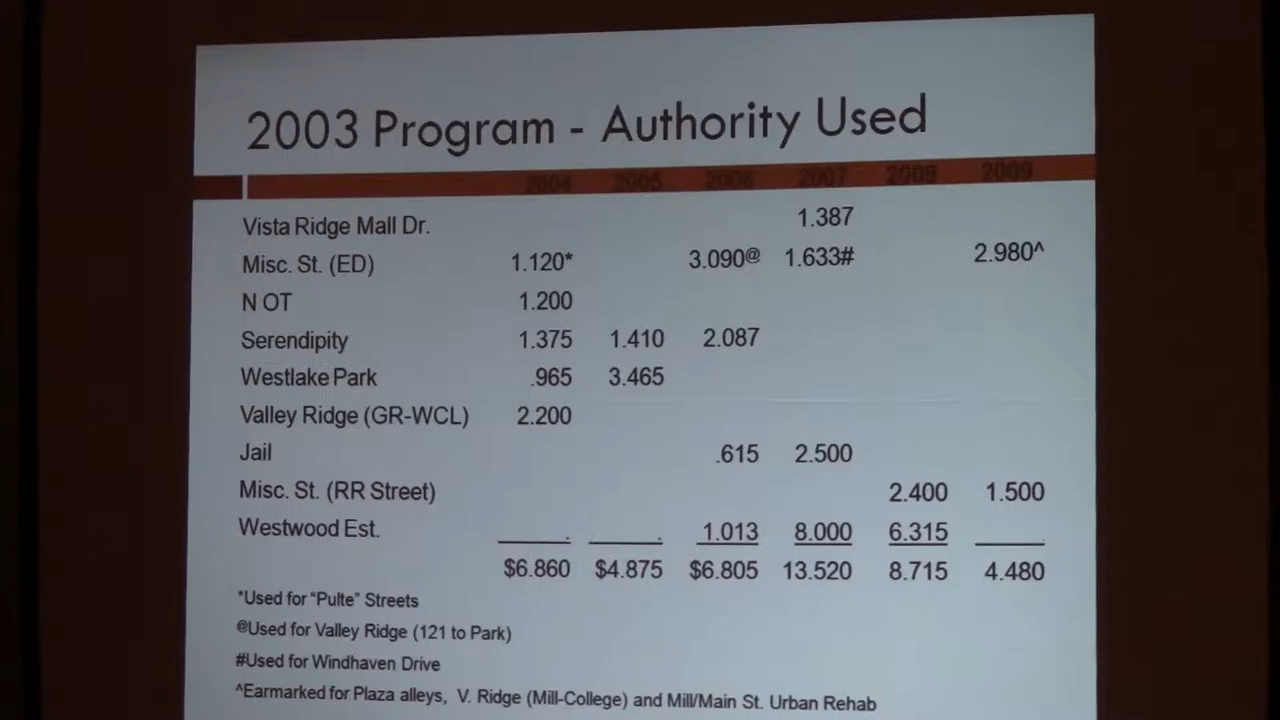 2003 Program - Authority Used
2004 2005 2006 2007 2008 2009
Vista Ridge Mall Dr. 1.387
Misc. St. (ED) 1.120* 3.090@ 1.633# 2.980^
N OT 1.200
Serendipity 1.375 1.410 2.087
Westlake Park .965 3.465
Valley Ridge (GR-WCL) 2.200
Jail .615 2.500
Misc. St. (RR Street) 2.400 1.500
Westwood Est. . . 1.013 8.000 6.315 .
$6.860 $4.875 $6.805 13.520 8.715 4.480
*Used for “Pulte” Streets
@Used for Valley Ridge (121 to Park)
#Used for Windhaven Drive
^Earmarked for Plaza alleys, V. Ridge (Mill-College) and Mill/Main St. Urban Rehab